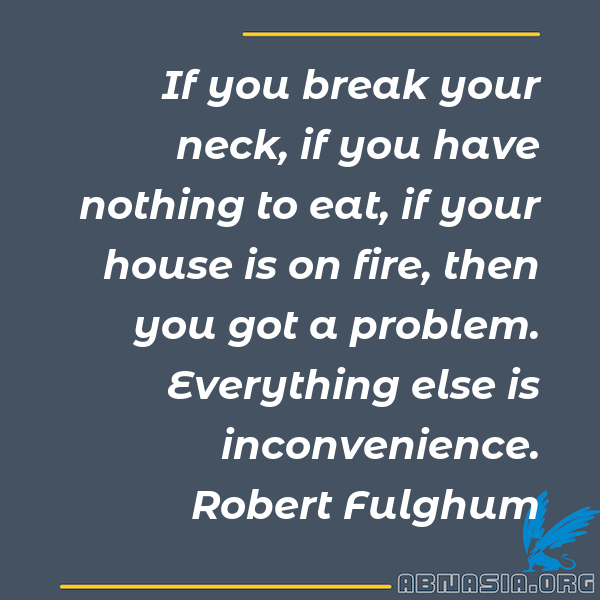 If you break your
neck, if you have
nothing to eat, if your
house is on fire, then
you got a problem.
Everything else is
inconvenience.
Robert Fulghum
ABNASIA.ORG